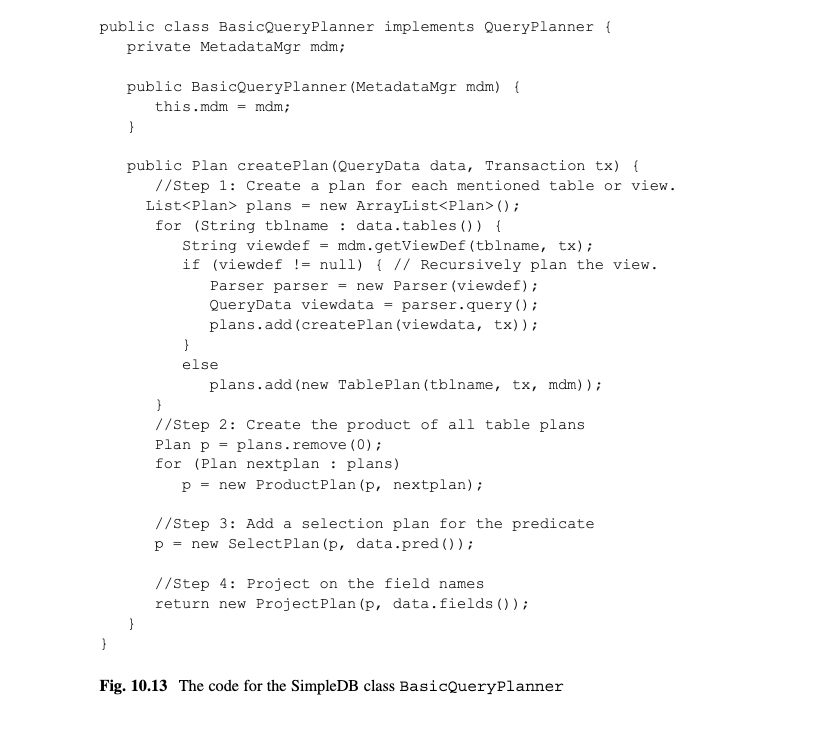 public class BasicQueryPlanner implements QueryPlanner {
private MetadataMgr mdm;
public BasicQueryPlanner(MetadataMgr mdm) {
this.mdm = mdm;
}
public Plan createPlan(QueryData data, Transaction tx) {
//Step 1: Create a plan for each mentioned table or view.
List<Plan> plans = new ArrayList<Plan>();
for (String tblname : data.tables()) {
String viewdef = mdm.getViewDef(tblname, tx);
if (viewdef != null) { // Recursively plan the view.
Parser parser = new Parser(viewdef);
QueryData viewdata = parser.query();
plans.add(createPlan(viewdata, tx));
}
else
plans.add(new TablePlan(tblname, tx, mdm));
}
//Step 2: Create the product of all table plans
Plan p = plans.remove(0);
for (Plan nextplan : plans)
p = new ProductPlan(p, nextplan);
//Step 3: Add a selection plan for the predicate
p = new SelectPlan(p, data.pred());
//Step 4: Project on the field names
return new ProjectPlan(p, data.fields());
}
}
Fig. 10.13 The code for the SimpleDB class BasicQueryPlanner